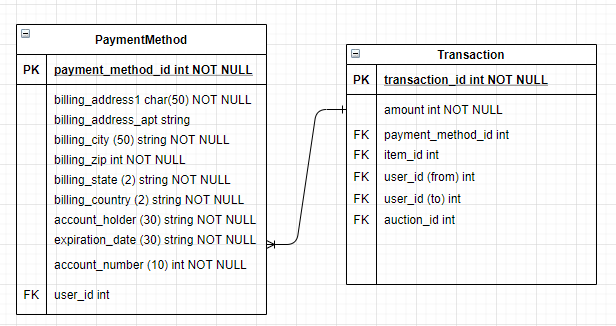 PaymentMethod
PK payment_method_id int NOT NULL
billing_address1 char(50) NOT NULL
billing_address_apt string
billing_city (50) string NOT NULL
billing_zip int NOT NULL
billing_state (2) string NOT NULL
billing_country (2) string NOT NULL
account_holder (30) string NOT NULL
expiration_date (30) string NOT NULL
account_number (10) int NOT NULL
FK user_id int
Transaction
PK transaction_id int NOT NULL
amount int NOT NULL
FK payment_method_id int
FK item_id int
FK user_id (from) int
FK user_id (to) int
FK auction_id int